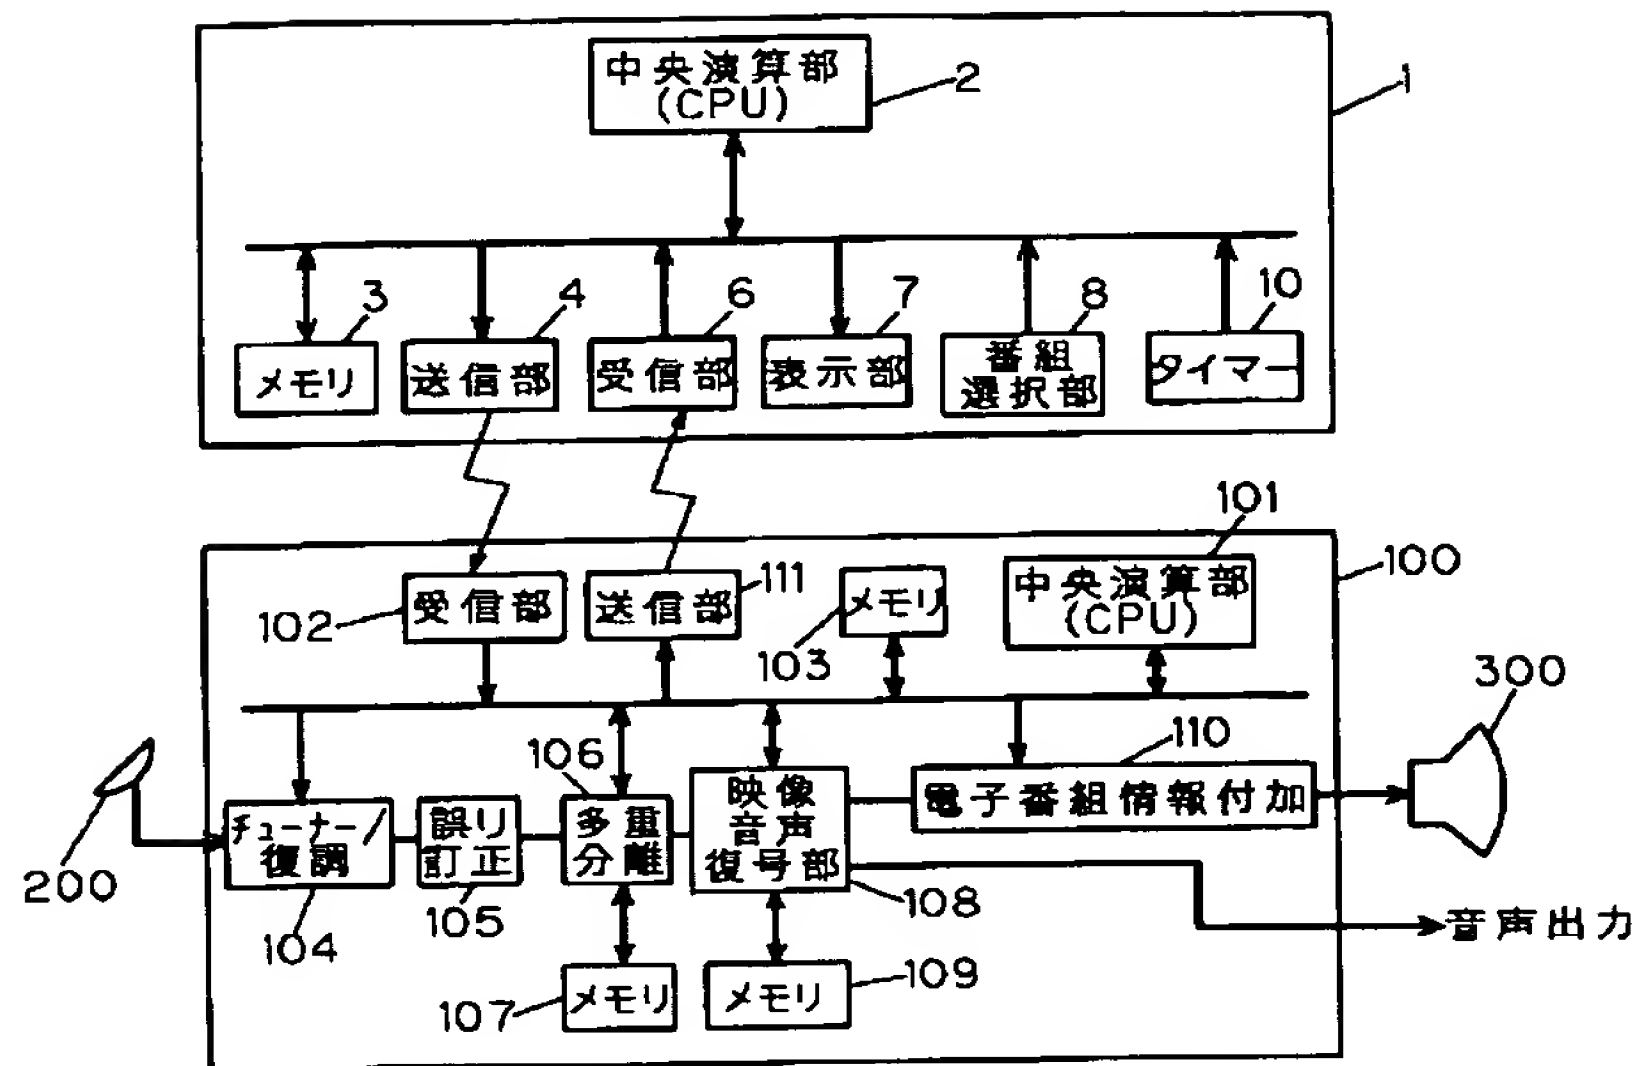 中央演算部
(CPU)
2
1
3
4
6
7
8
10
メモリ
送信部
受信部
表示部
番組
選択部
タイマー
101
100
102
受信部
送信部
111
メモリ
103
中央演算部
(CPU)
300
200
チューナー/
復調
104
誤り
訂正
105
106
多重
分離
映像
音声
復号部
108
110
電子番組情報付加
音声出力
107
メモリ
メモリ
109